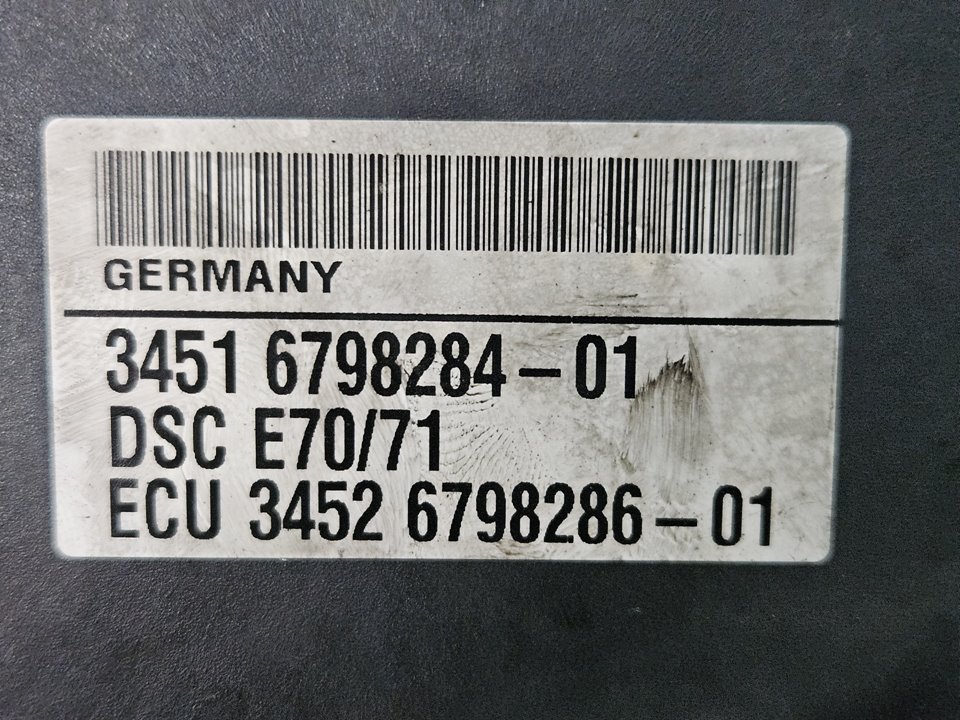 GERMANY
3451 6798284-01
DSC E70/71
ECU 3452 6798286-01